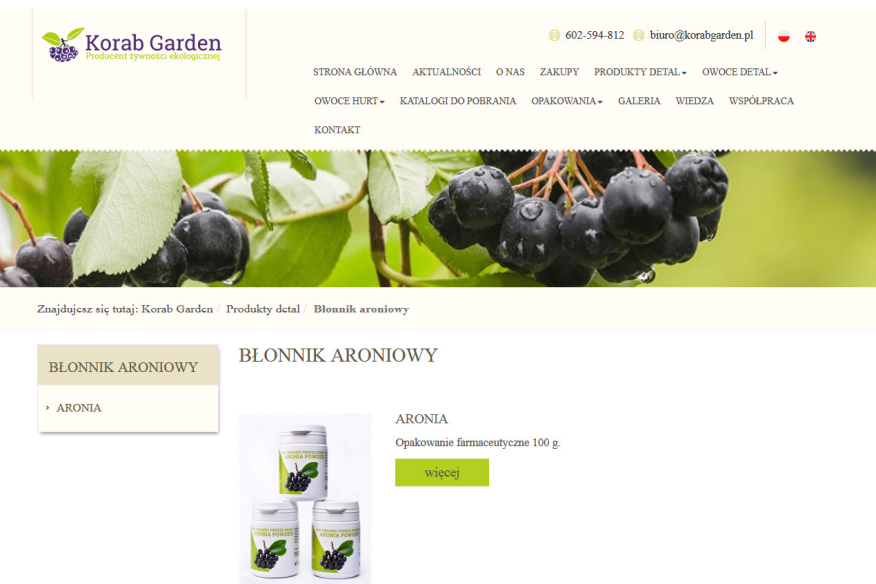 Korab Garden
Producent żywności ekologicznej
602-594-812 biuro@korabgarden.pl
STRONA GŁÓWNA AKTUALNOŚCI O NAS ZAKUPY PRODUKTY DETAL OWOCE DETAL
OWOCE HURT KATALOGI DO POBRANIA OPAKOWANIA GALERIA WIEDZA WSPÓŁPRACA
KONTAKT
Znajdujesz się tutaj: Korab Garden / Produkty detal / Błonnik aroniowy
BŁONNIK ARONIOWY
› ARONIA
BŁONNIK ARONIOWY
ARONIA
Opakowanie farmaceutyczne 100 g.
więcej
ARONIA POWDER
ARONIA POWDER
ARONIA POWDER